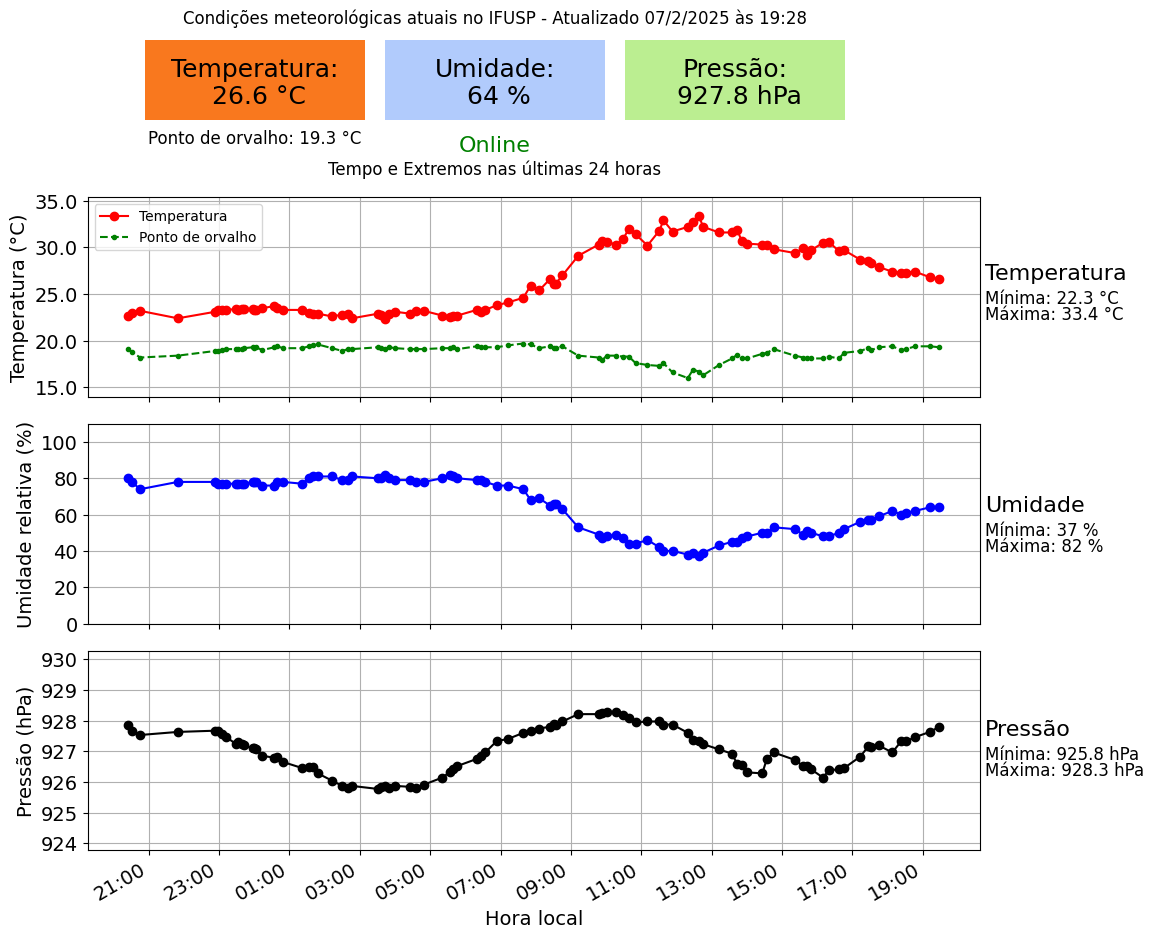 Condições meteorológicas atuais no IFUSP - Atualizado 07/2/2025 às 19:28
Temperatura:
26.6 °C
Umidade:
64 %
Pressão:
927.8 hPa
Ponto de orvalho: 19.3 °C
Online
Tempo e Extremos nas últimas 24 horas
Temperatura (°C)
35.0
30.0
25.0
20.0
15.0
Temperatura
Ponto de orvalho
Temperatura
Mínima: 22.3 °C
Máxima: 33.4 °C
Umidade relativa (%)
100
80
60
40
20
0
Umidade
Mínima: 37 %
Máxima: 82 %
Pressão (hPa)
930
929
928
927
926
925
924
Pressão
Mínima: 925.8 hPa
Máxima: 928.3 hPa
21:00 23:00 01:00 03:00 05:00 07:00 09:00 11:00 13:00 15:00 17:00 19:00
Hora local